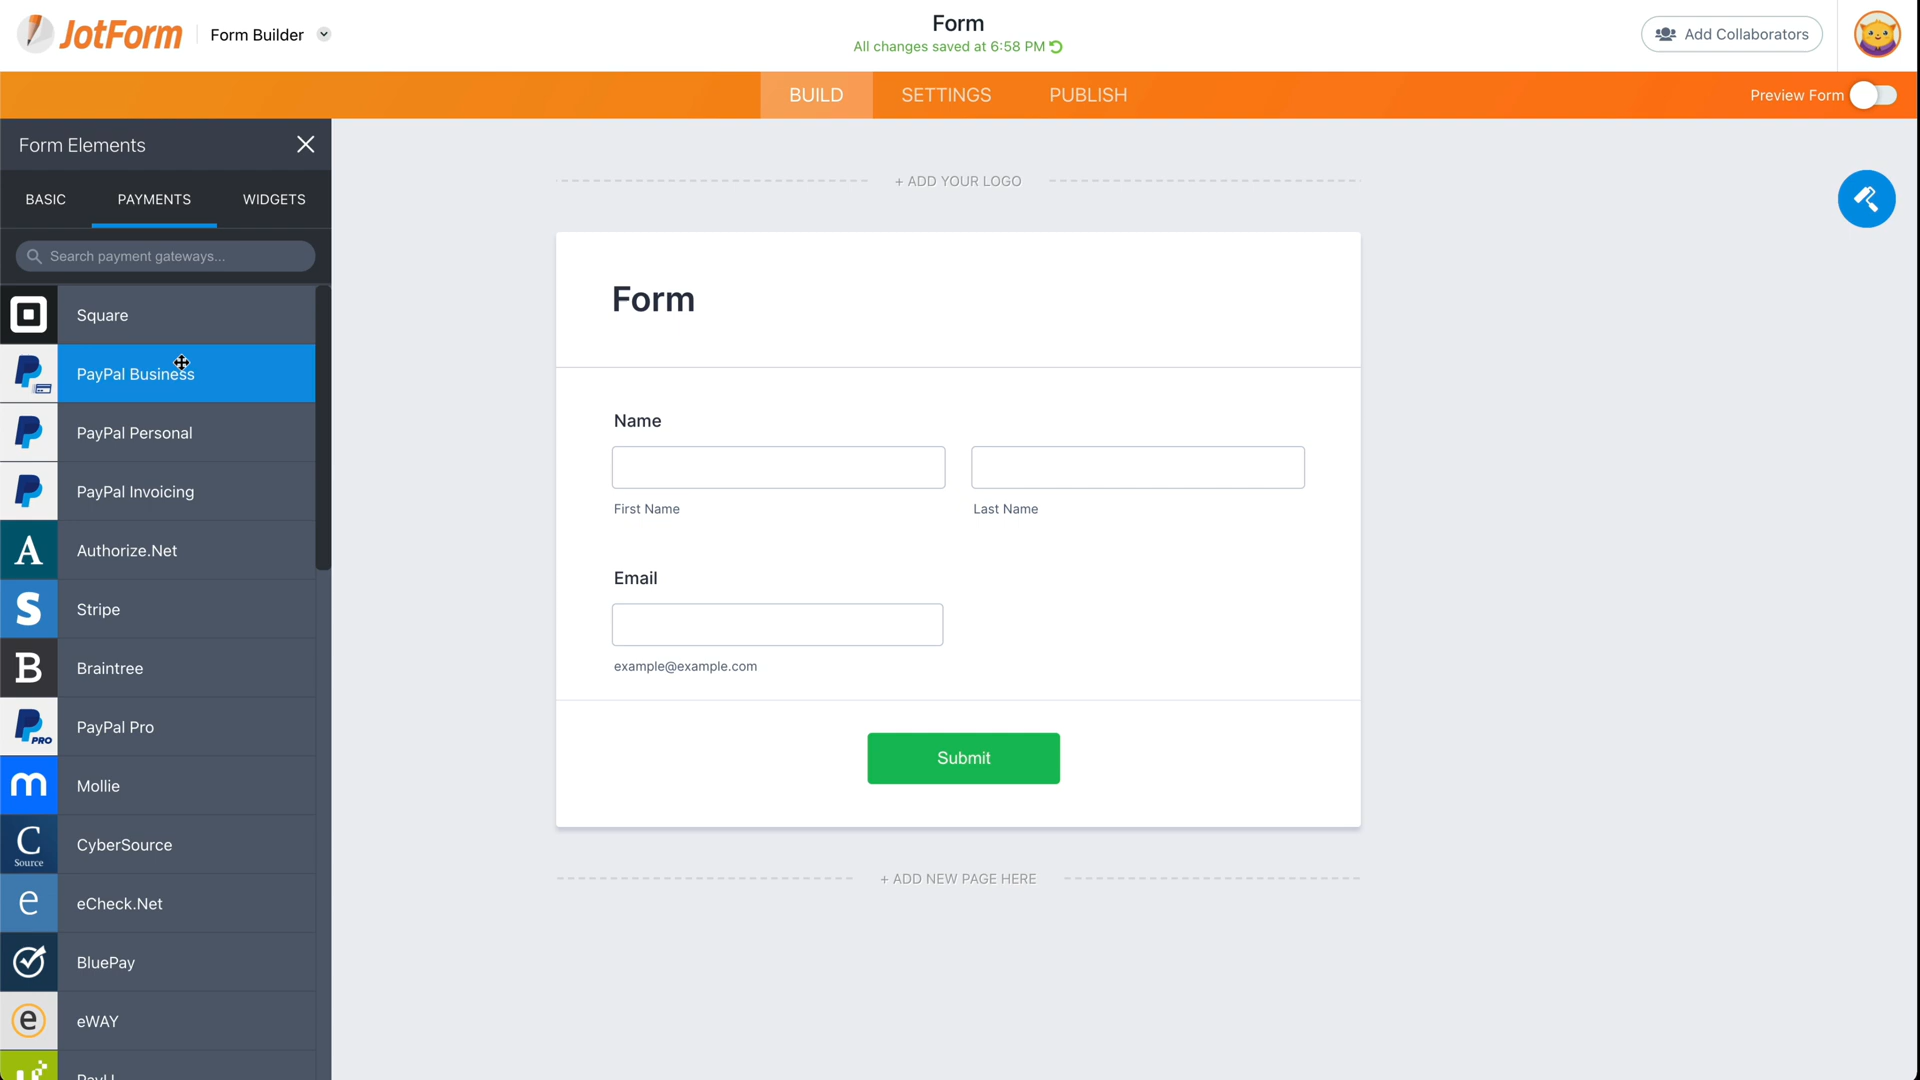 JotForm
Form Builder
Form
All changes saved at 6:58 PM
Add Collaborators
BUILD
SETTINGS
PUBLISH
Preview Form
Form Elements
BASIC
PAYMENTS
WIDGETS
Search payment gateways...
Square
PayPal Business
PayPal Personal
PayPal Invoicing
A
Authorize.Net
S
Stripe
B
Braintree
PRO
PayPal Pro
m
Mollie
C
Source
CyberSource
e
eCheck.Net
BluePay
e
eWAY
+ ADD YOUR LOGO
Form
Name
First Name
Last Name
Email
example@example.com
Submit
+ ADD NEW PAGE HERE